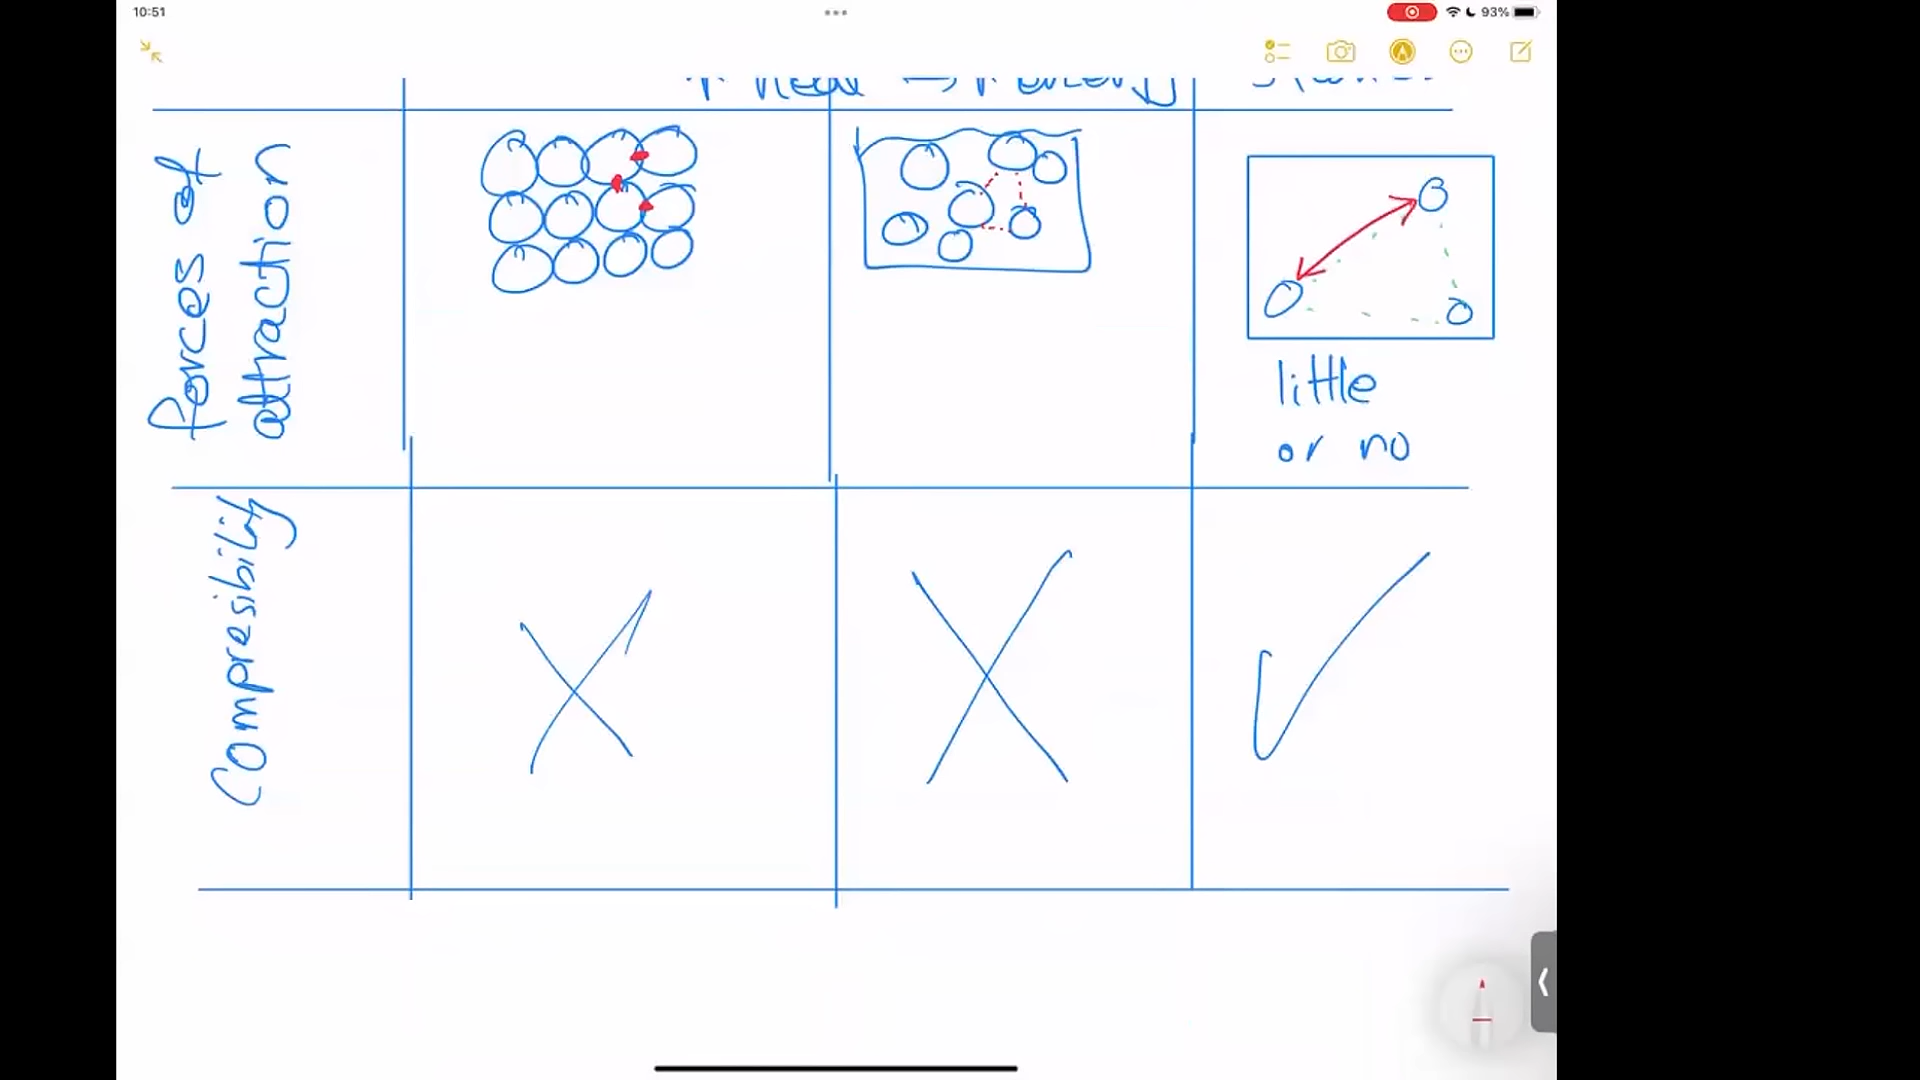 10:51
93%
Forces of
attraction
little
or no
Compresibility